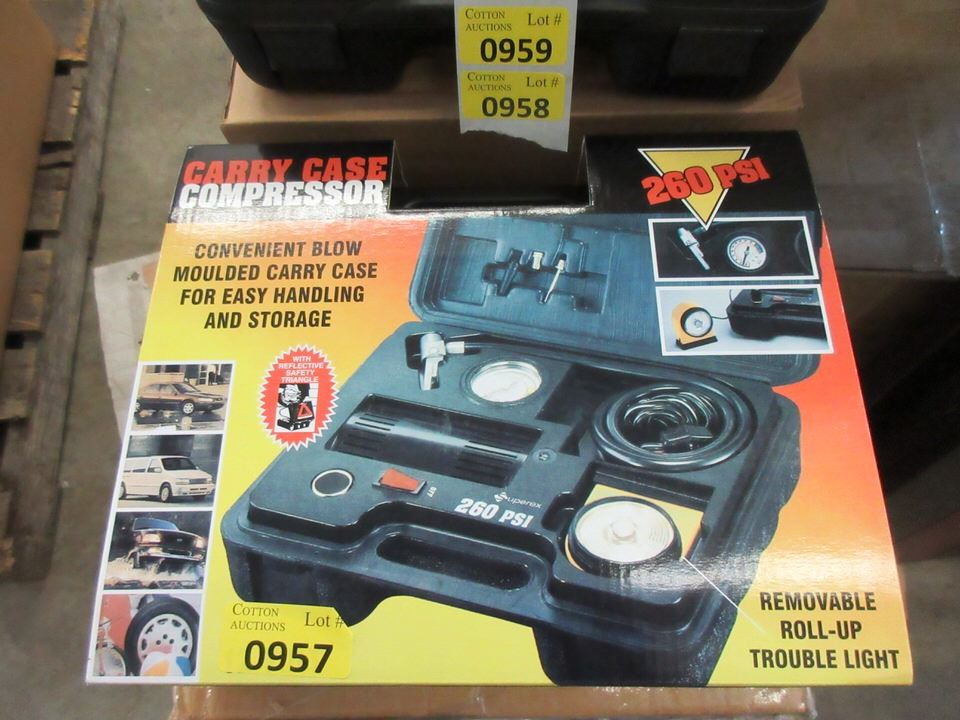 COTTON AUCTIONS Lot #
0959
COTTON AUCTIONS Lot #
0958
CARRY CASE
COMPRESSOR
260 PSI
CONVENIENT BLOW
MOULDED CARRY CASE
FOR EASY HANDLING
AND STORAGE
WITH
REFLECTIVE
SAFETY
TRIANGLE
OFF
Superex
260 PSI
REMOVABLE
ROLL-UP
TROUBLE LIGHT
COTTON AUCTIONS Lot #
0957